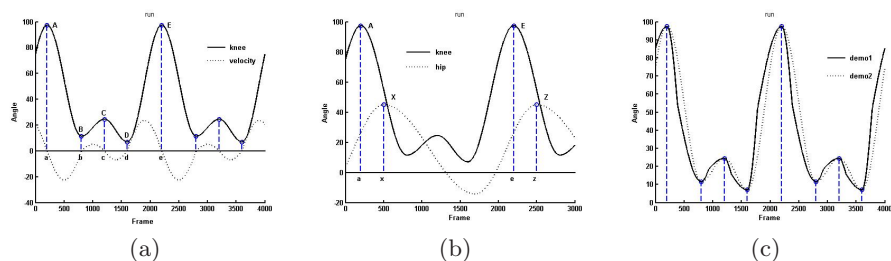 run
100
80
60
40
20
0
-20
-40
0 500 1000 1500 2000 2500 3000 3500 4000
Angle
Frame
knee
velocity
A
B
C
D
E
a b c d e
(a)
run
100
80
60
40
20
0
-20
0 500 1000 1500 2000 2500 3000
Angle
Frame
knee
hip
A
X
E
Z
a x e z
(b)
run
100
90
80
70
60
50
40
30
20
10
0
0 500 1000 1500 2000 2500 3000 3500 4000
Angle
Frame
demo1
demo2
(c)